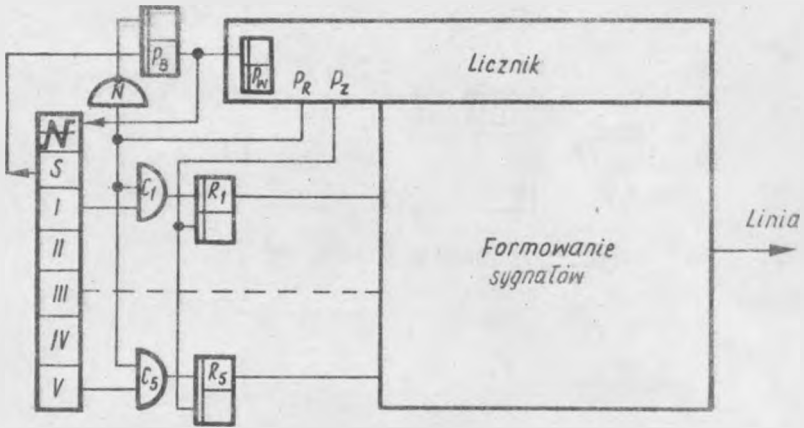 P_B
P_W
Licznik
N
P_R P_Z
S
C_1
R_1
I
II
III
IV
V
C_5
R_5
Formowanie
sygnałów
Linia